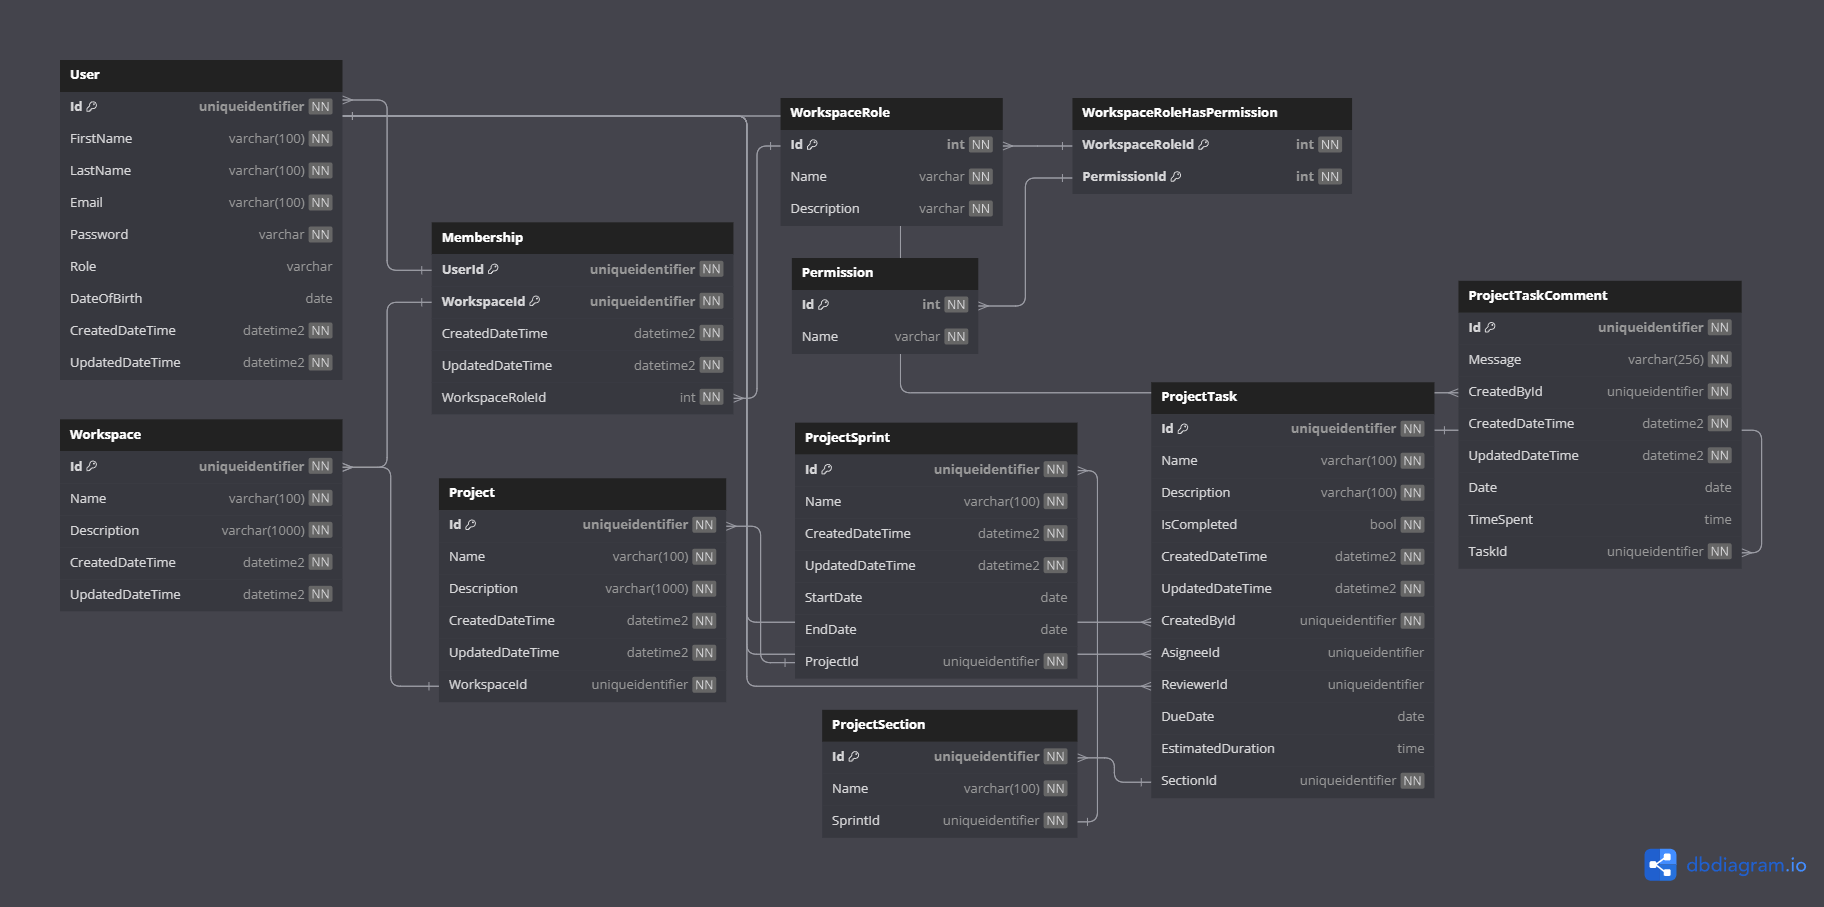 User
Id uniqueidentifier NN
FirstName varchar(100) NN
LastName varchar(100) NN
Email varchar(100) NN
Password varchar NN
Role varchar
DateOfBirth date
CreatedDateTime datetime2 NN
UpdatedDateTime datetime2 NN
Workspace
Id uniqueidentifier NN
Name varchar(100) NN
Description varchar(1000) NN
CreatedDateTime datetime2 NN
UpdatedDateTime datetime2 NN
Membership
UserId uniqueidentifier NN
WorkspaceId uniqueidentifier NN
CreatedDateTime datetime2 NN
UpdatedDateTime datetime2 NN
WorkspaceRoleId int NN
Project
Id uniqueidentifier NN
Name varchar(100) NN
Description varchar(1000) NN
CreatedDateTime datetime2 NN
UpdatedDateTime datetime2 NN
WorkspaceId uniqueidentifier NN
WorkspaceRole
Id int NN
Name varchar NN
Description varchar NN
WorkspaceRoleHasPermission
WorkspaceRoleId int NN
PermissionId int NN
Permission
Id int NN
Name varchar NN
ProjectSprint
Id uniqueidentifier NN
Name varchar(100) NN
CreatedDateTime datetime2 NN
UpdatedDateTime datetime2 NN
StartDate date
EndDate date
ProjectId uniqueidentifier NN
ProjectSection
Id uniqueidentifier NN
Name varchar(100) NN
SprintId uniqueidentifier NN
ProjectTask
Id uniqueidentifier NN
Name varchar(100) NN
Description varchar(100) NN
IsCompleted bool NN
CreatedDateTime datetime2 NN
UpdatedDateTime datetime2 NN
CreatedById uniqueidentifier NN
AsigneeId uniqueidentifier
ReviewerId uniqueidentifier
DueDate date
EstimatedDuration time
SectionId uniqueidentifier NN
ProjectTaskComment
Id uniqueidentifier NN
Message varchar(256) NN
CreatedById uniqueidentifier NN
CreatedDateTime datetime2 NN
UpdatedDateTime datetime2 NN
Date date
TimeSpent time
TaskId uniqueidentifier NN
dbdiagram.io